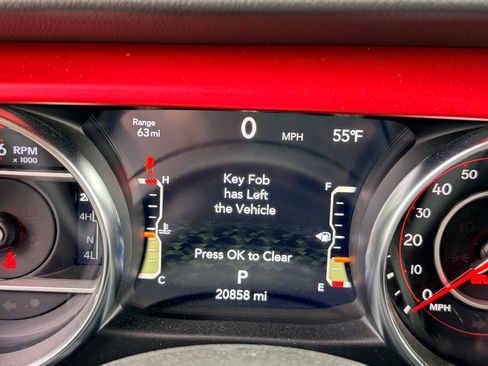 Range
63 mi
0 MPH 55°F
6 RPM
x 1000
Key Fob
has Left
the Vehicle
Press OK to Clear
H
C
F
E
P
20858 mi
4H
N
4L
50
40
30
20
10
0
MPH